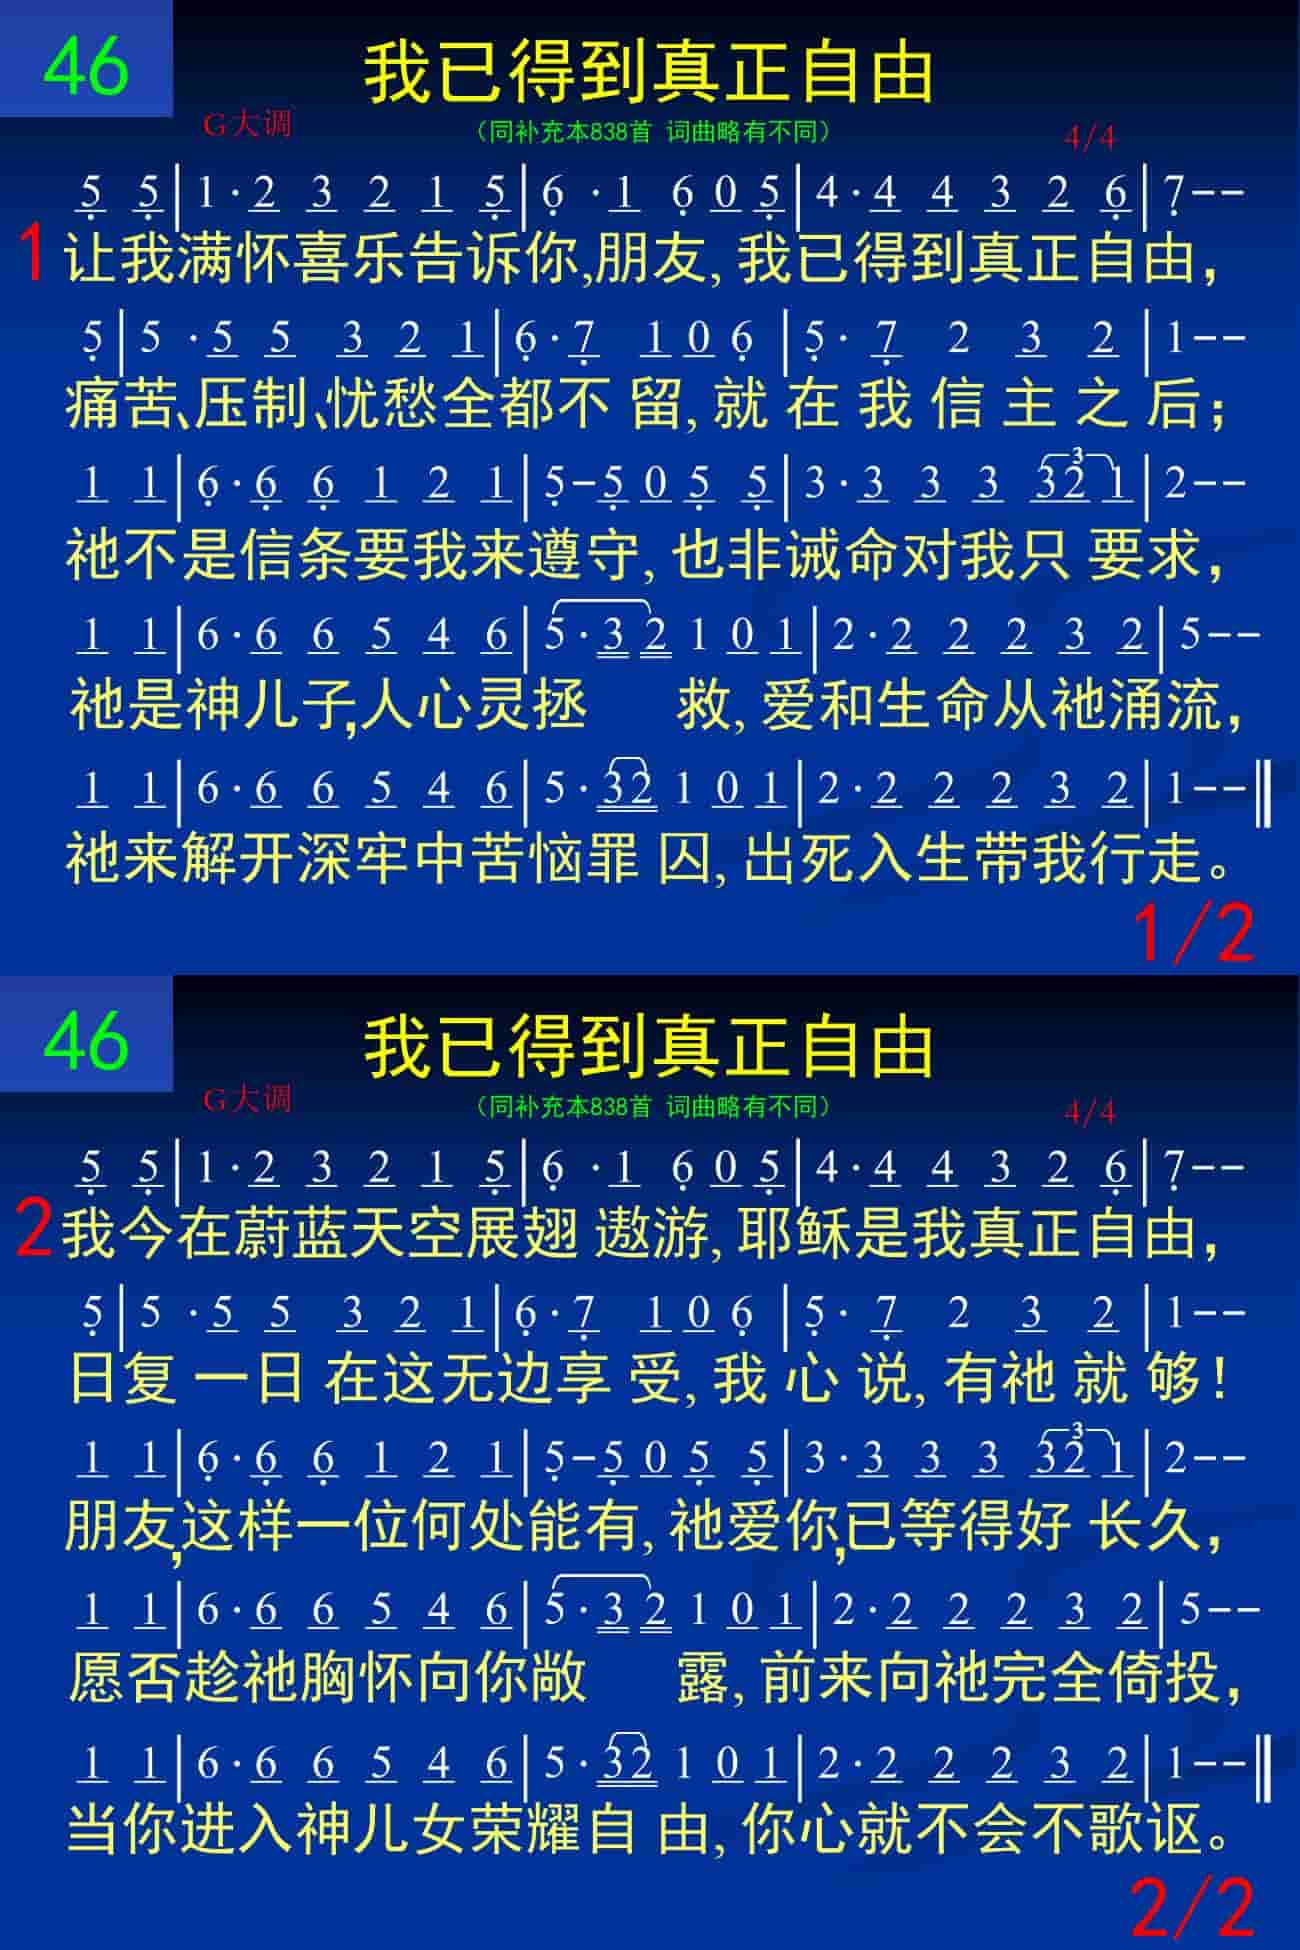 46
我已得到真正自由
G大调
（同补充本838首 词曲略有不同）
4/4
5 5 | 1 · 2 3 2 1 5 | 6 · 1 6 0 5 | 4 · 4 4 3 2 6 | 7 - -
1 让我满怀喜乐告诉你,朋友, 我已得到真正自由，
5 | 5 · 5 5 3 2 1 | 6 · 7 1 0 6 | 5 · 7 2 3 2 | 1 - -
痛苦、压制、忧愁全都不留, 就在我信主之后；
1 1 | 6 · 6 6 1 2 1 | 5 - 5 0 5 5 | 3 · 3 3 3 3 2 1 | 2 - -
3
祂不是信条要我来遵守, 也非诫命对我只要求，
1 1 | 6 · 6 6 5 4 6 | 5 · 3 2 1 0 1 | 2 · 2 2 2 3 2 | 5 - -
祂是神儿子,人心灵拯救, 爱和生命从祂涌流，
1 1 | 6 · 6 6 5 4 6 | 5 · 3 2 1 0 1 | 2 · 2 2 2 3 2 | 1 - - ‖
祂来解开深牢中苦恼罪囚, 出死入生带我行走。
1/2
46
我已得到真正自由
G大调
（同补充本838首 词曲略有不同）
4/4
5 5 | 1 · 2 3 2 1 5 | 6 · 1 6 0 5 | 4 · 4 4 3 2 6 | 7 - -
2 我今在蔚蓝天空展翅遨游, 耶稣是我真正自由，
5 | 5 · 5 5 3 2 1 | 6 · 7 1 0 6 | 5 · 7 2 3 2 | 1 - -
日复一日在这无边享受, 我心说, 有祂就够！
1 1 | 6 · 6 6 1 2 1 | 5 - 5 0 5 5 | 3 · 3 3 3 3 2 1 | 2 - -
3
朋友,这样一位何处能有, 祂爱你,已等得好长久，
1 1 | 6 · 6 6 5 4 6 | 5 · 3 2 1 0 1 | 2 · 2 2 2 3 2 | 5 - -
愿否趁祂胸怀向你敞露, 前来向祂完全倚投，
1 1 | 6 · 6 6 5 4 6 | 5 · 3 2 1 0 1 | 2 · 2 2 2 3 2 | 1 - - ‖
当你进入神儿女荣耀自由, 你心就不会不歌讴。
2/2